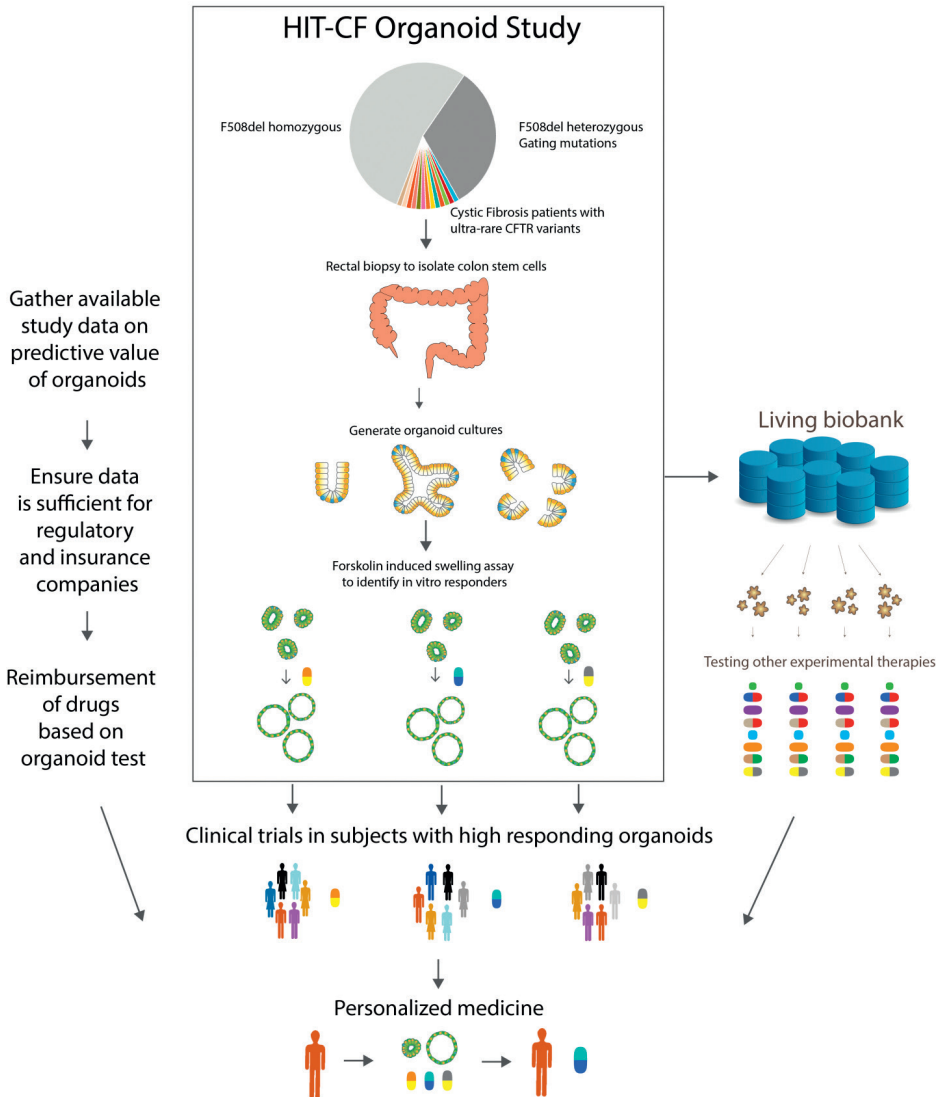 HIT-CF Organoid Study
F508del homozygous
F508del heterozygous
Gating mutations
Cystic Fibrosis patients with
ultra-rare CFTR variants
Rectal biopsy to isolate colon stem cells
Generate organoid cultures
Forskolin induced swelling assay
to identify in vitro responders
Gather available
study data on
predictive value
of organoids
Ensure data
is sufficient for
regulatory
and insurance
companies
Reimbursement
of drugs
based on
organoid test
Living biobank
Testing other experimental therapies
Clinical trials in subjects with high responding organoids
Personalized medicine